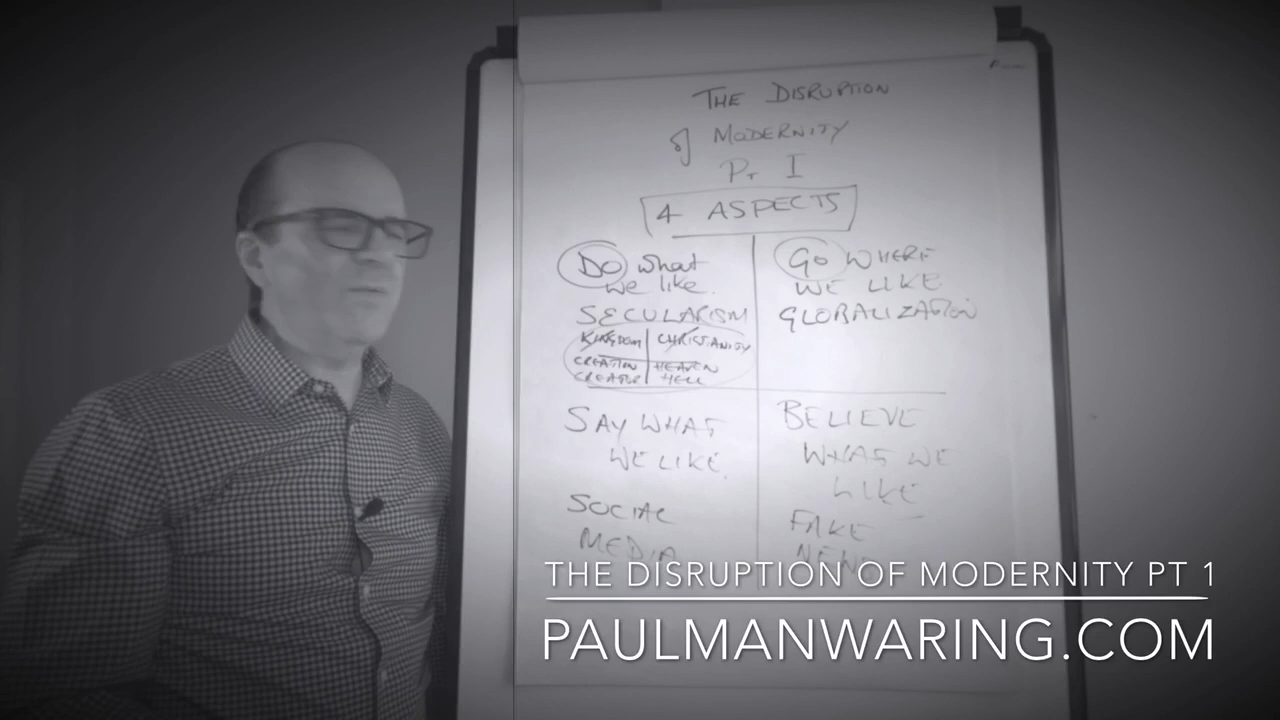 THE DISRUPTION
of MODERNITY
PT I
4 ASPECTS
DO what
we like.
SECULARISM
KINGDOM CHRISTIANITY
CREATION HEAVEN
CREATOR HELL
GO WHERE
WE LIKE
GLOBALIZATION
SAY WHAT
WE LIKE.
SOCIAL
MEDIA
BELIEVE
WHAT WE
LIKE
FAKE
NEWS
THE DISRUPTION OF MODERNITY PT 1
PAULMANWARING.COM